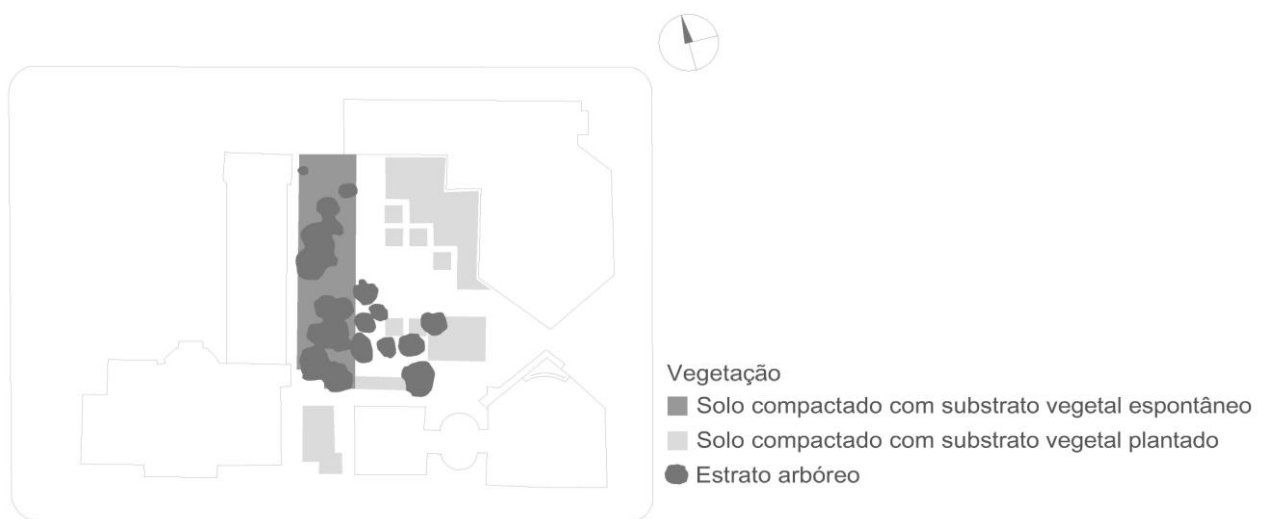 Vegetação
Solo compactado com substrato vegetal espontâneo
Solo compactado com substrato vegetal plantado
Estrato arbóreo